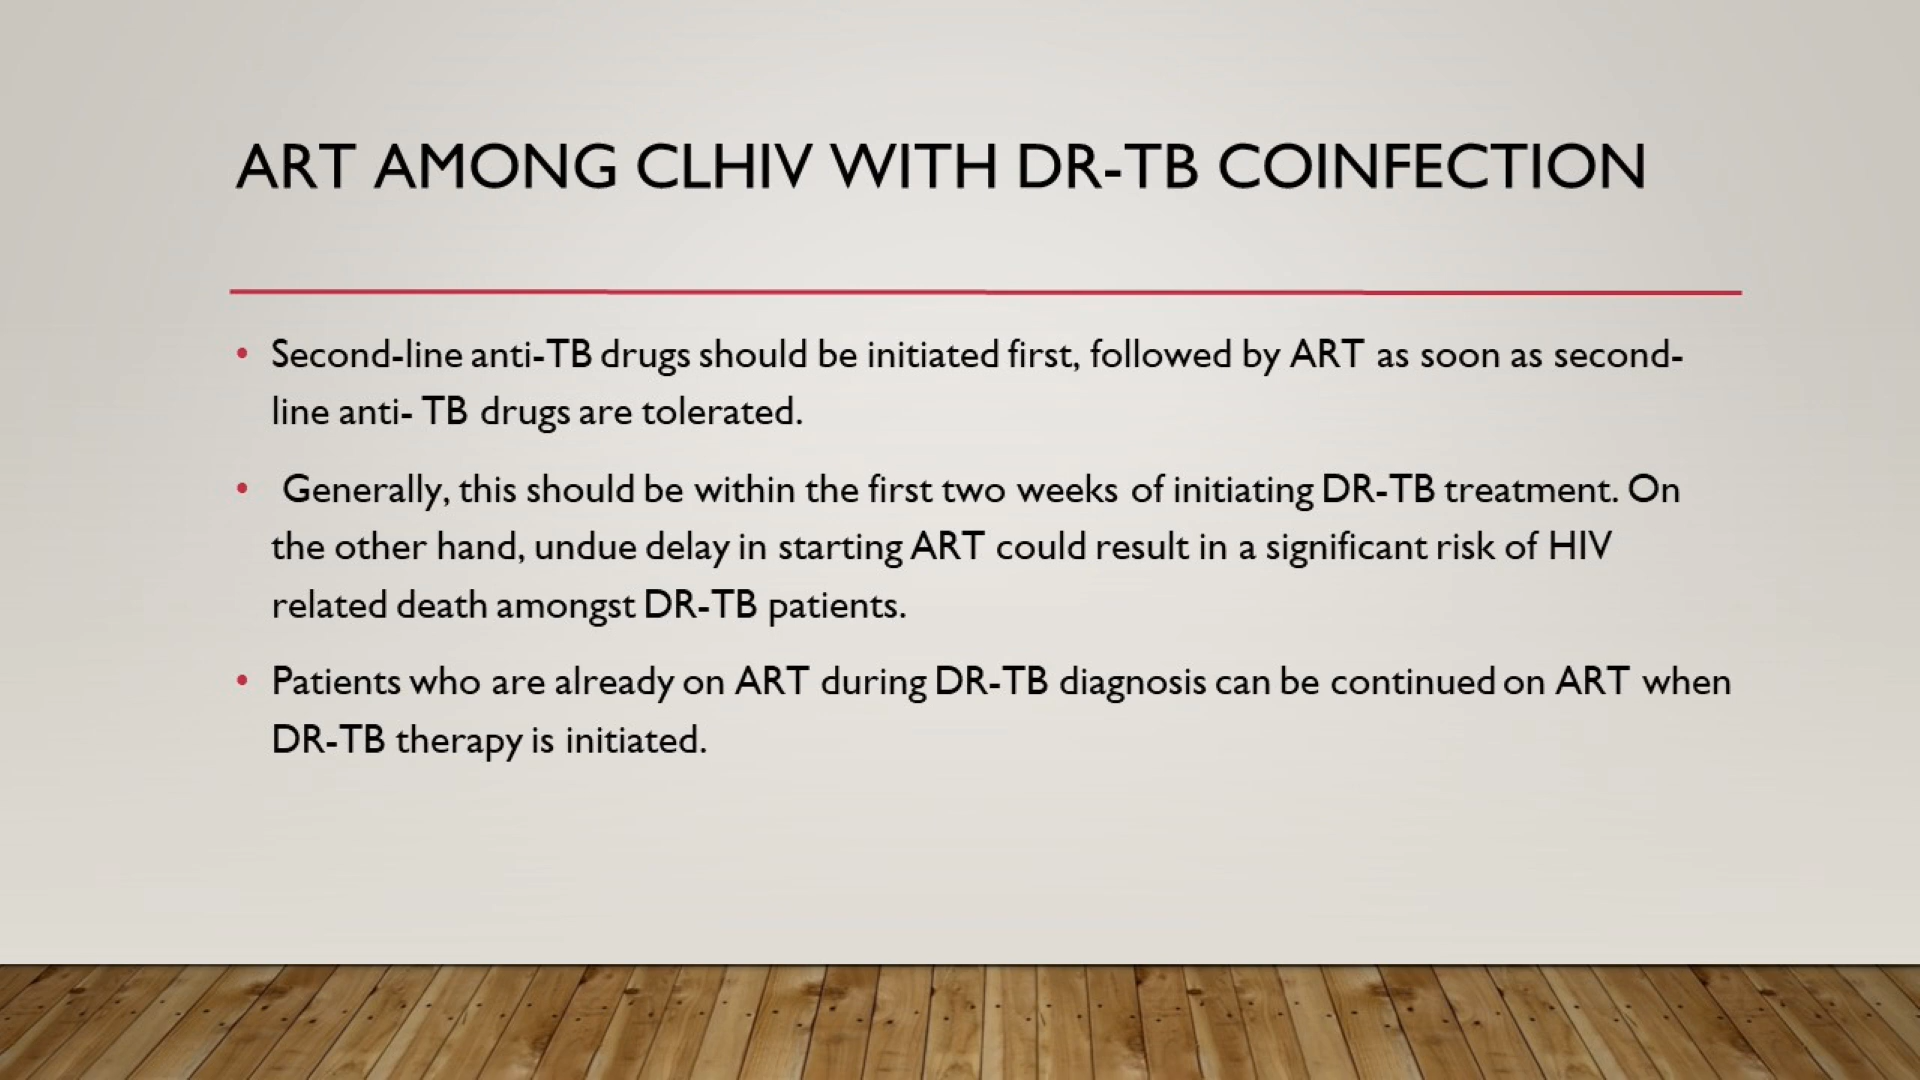 ART AMONG CLHIV WITH DR-TB COINFECTION
• Second-line anti-TB drugs should be initiated first, followed by ART as soon as second-
line anti- TB drugs are tolerated.
• Generally, this should be within the first two weeks of initiating DR-TB treatment. On
the other hand, undue delay in starting ART could result in a significant risk of HIV
related death amongst DR-TB patients.
• Patients who are already on ART during DR-TB diagnosis can be continued on ART when
DR-TB therapy is initiated.